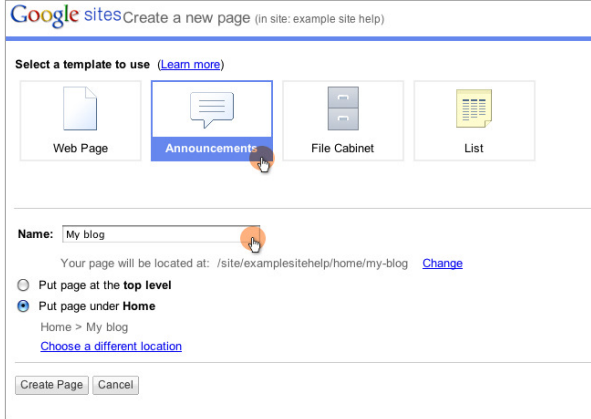 Google sites Create a new page (in site: example site help)
Select a template to use (Learn more)
Web Page Announcements File Cabinet List
Name: My blog
Your page will be located at: /site/examplesitehelp/home/my-blog Change
Put page at the top level
Put page under Home
Home > My blog
Choose a different location
Create Page Cancel